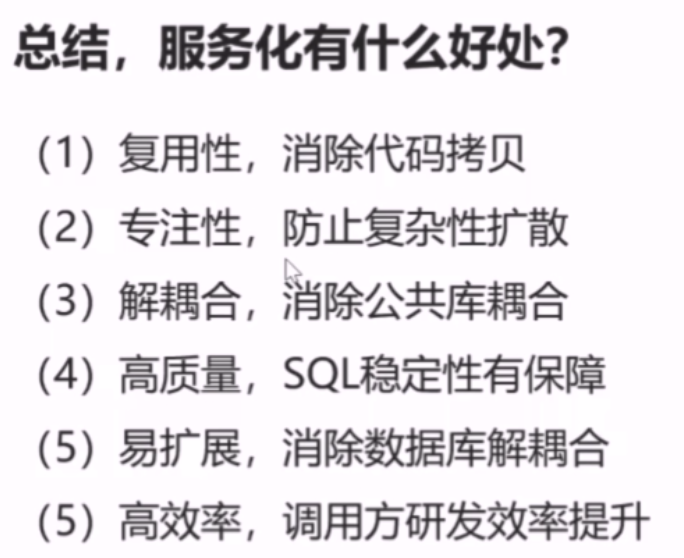 总结，服务化有什么好处？
（1）复用性，消除代码拷贝
（2）专注性，防止复杂性扩散
（3）解耦合，消除公共库耦合
（4）高质量，SQL稳定性有保障
（5）易扩展，消除数据库解耦合
（5）高效率，调用方研发效率提升